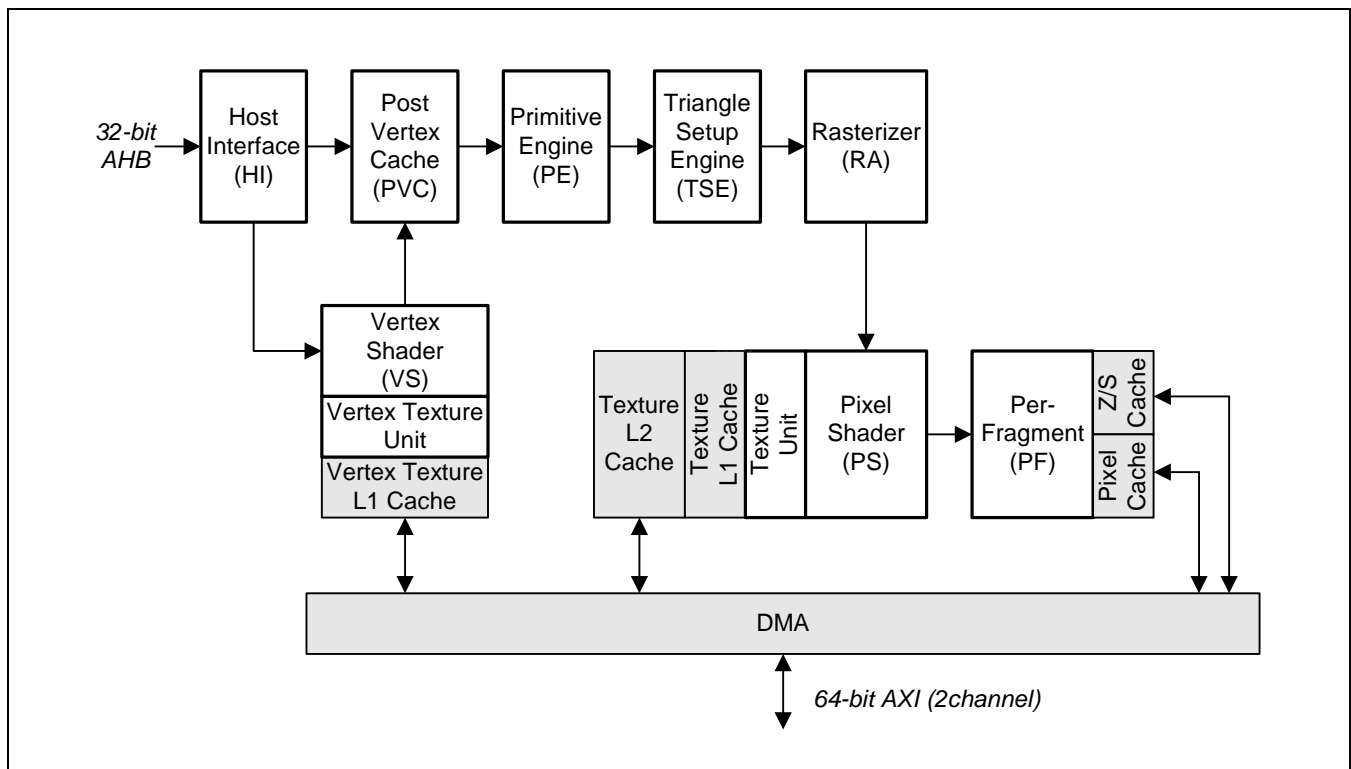 32-bit
AHB
Host
Interface
(HI)
Post
Vertex
Cache
(PVC)
Primitive
Engine
(PE)
Triangle
Setup
Engine
(TSE)
Rasterizer
(RA)
Vertex
Shader
(VS)
Vertex Texture
Unit
Vertex Texture
L1 Cache
Texture
L2
Cache
Texture
L1 Cache
Texture
Unit
Pixel
Shader
(PS)
Per-
Fragment
(PF)
Z/S
Cache
Pixel
Cache
DMA
64-bit AXI (2channel)